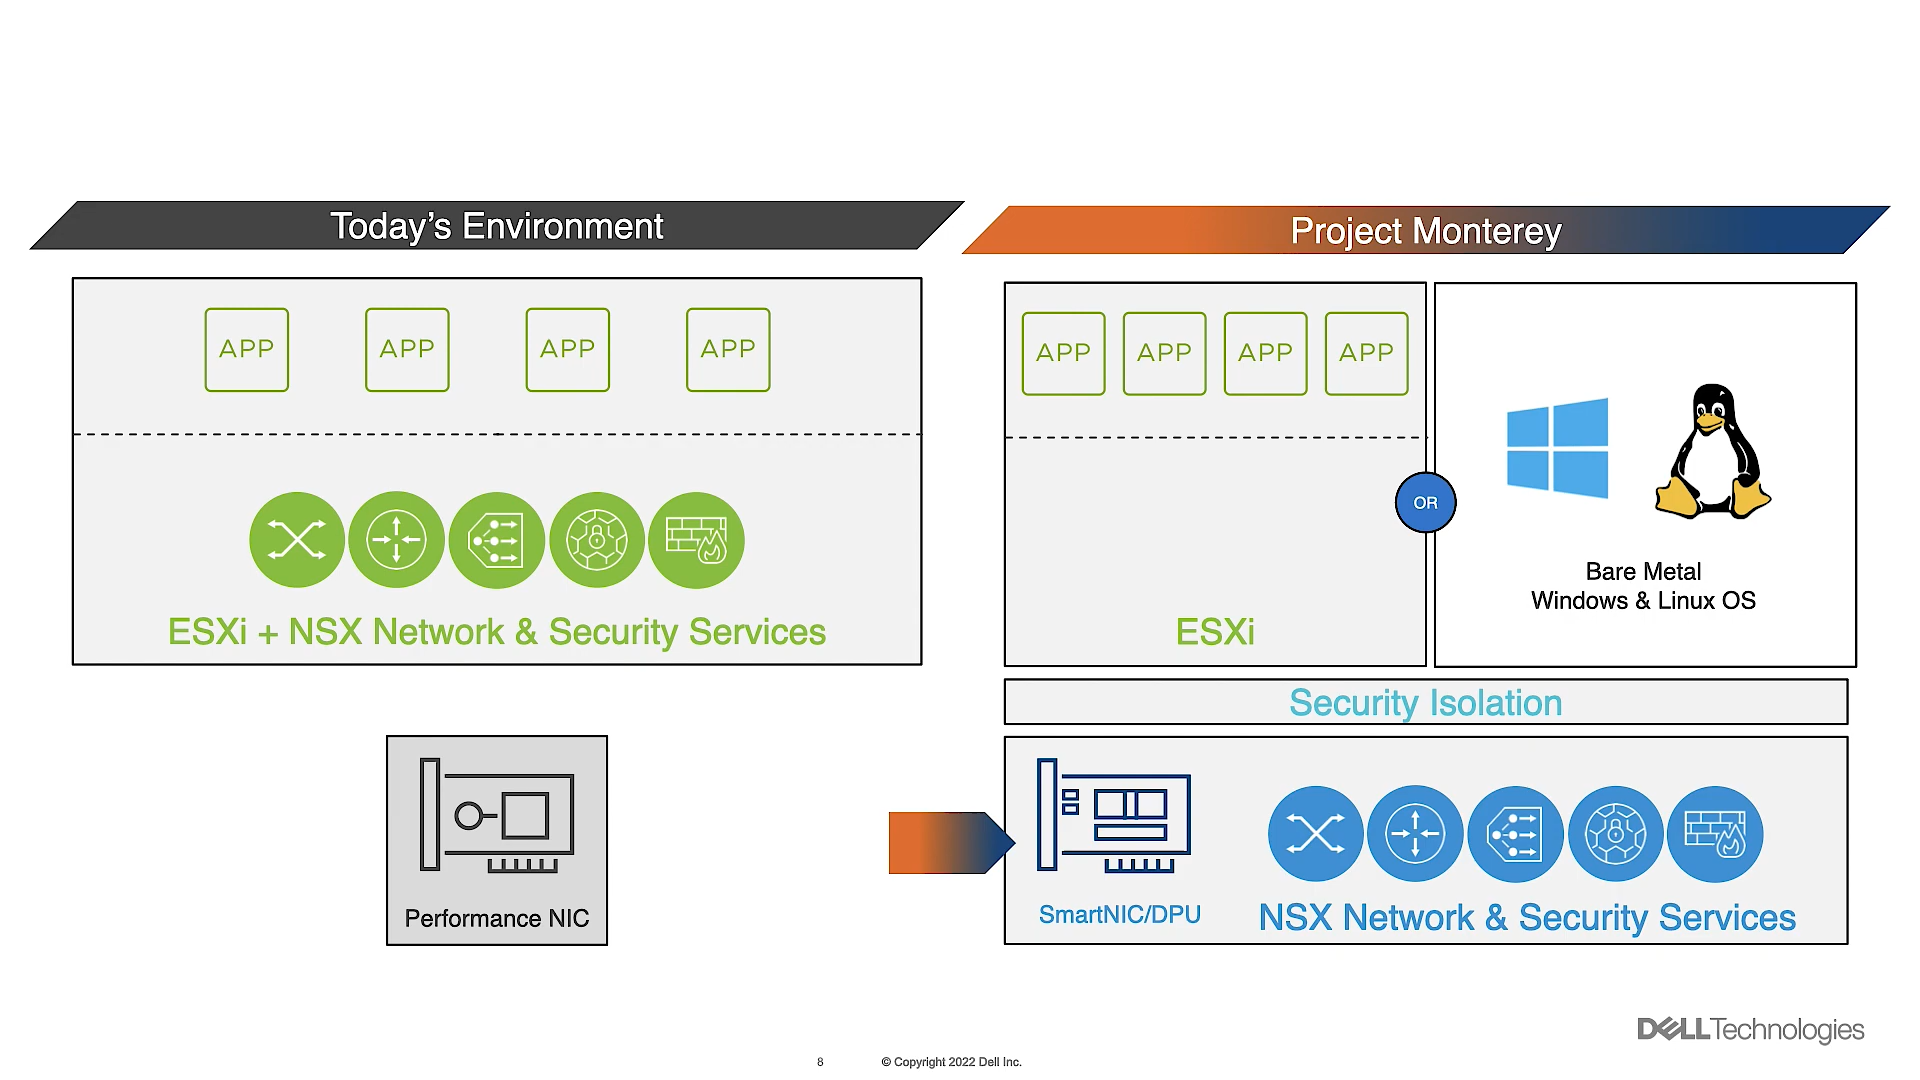 Today's Environment
APP
APP
APP
APP
ESXi + NSX Network & Security Services
Performance NIC
Project Monterey
APP
APP
APP
APP
ESXi
OR
Bare Metal
Windows & Linux OS
Security Isolation
SmartNIC/DPU
NSX Network & Security Services
DELLTechnologies
8
© Copyright 2022 Dell Inc.